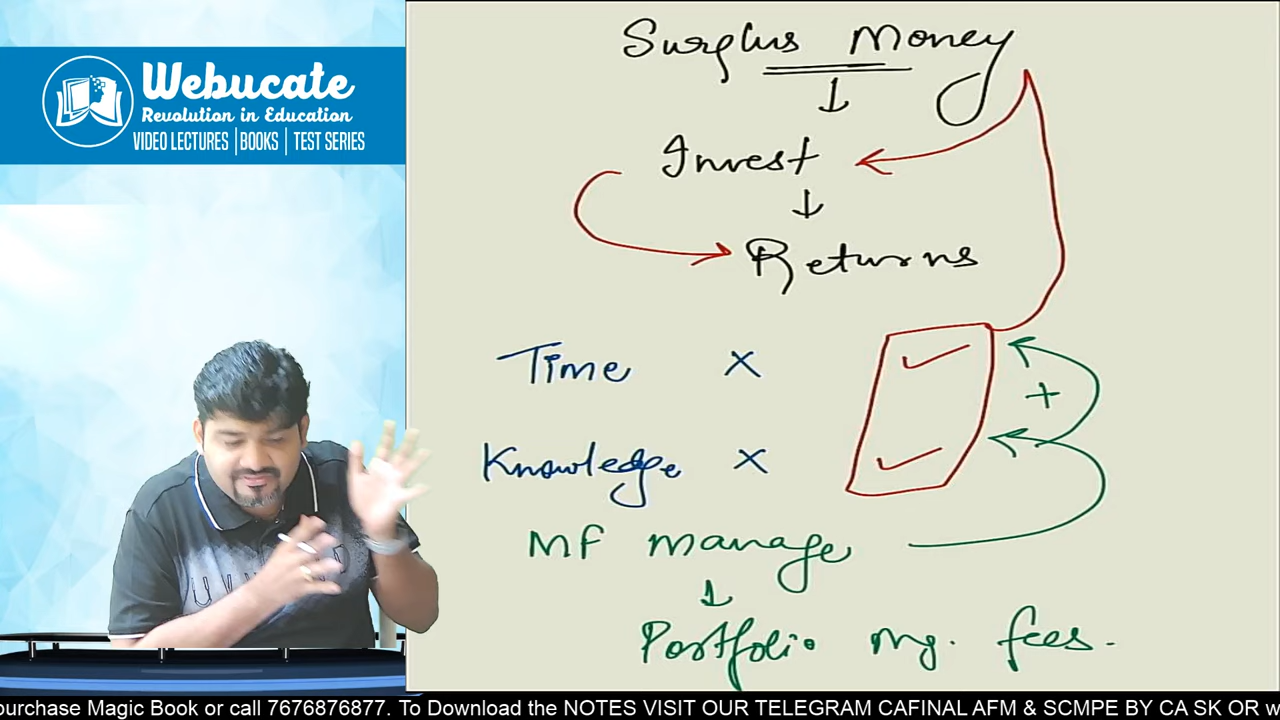 Webucate
Revolution in Education
VIDEO LECTURES | BOOKS | TEST SERIES
Surplus Money
Invest
Returns
Time ×
Knowledge ×
+
MF manage
Portfolio mg. fees.
ourchase Magic Book or call 7676876877. To Download the NOTES VISIT OUR TELEGRAM CAFINAL AFM & SCMPE BY CA SK OR w